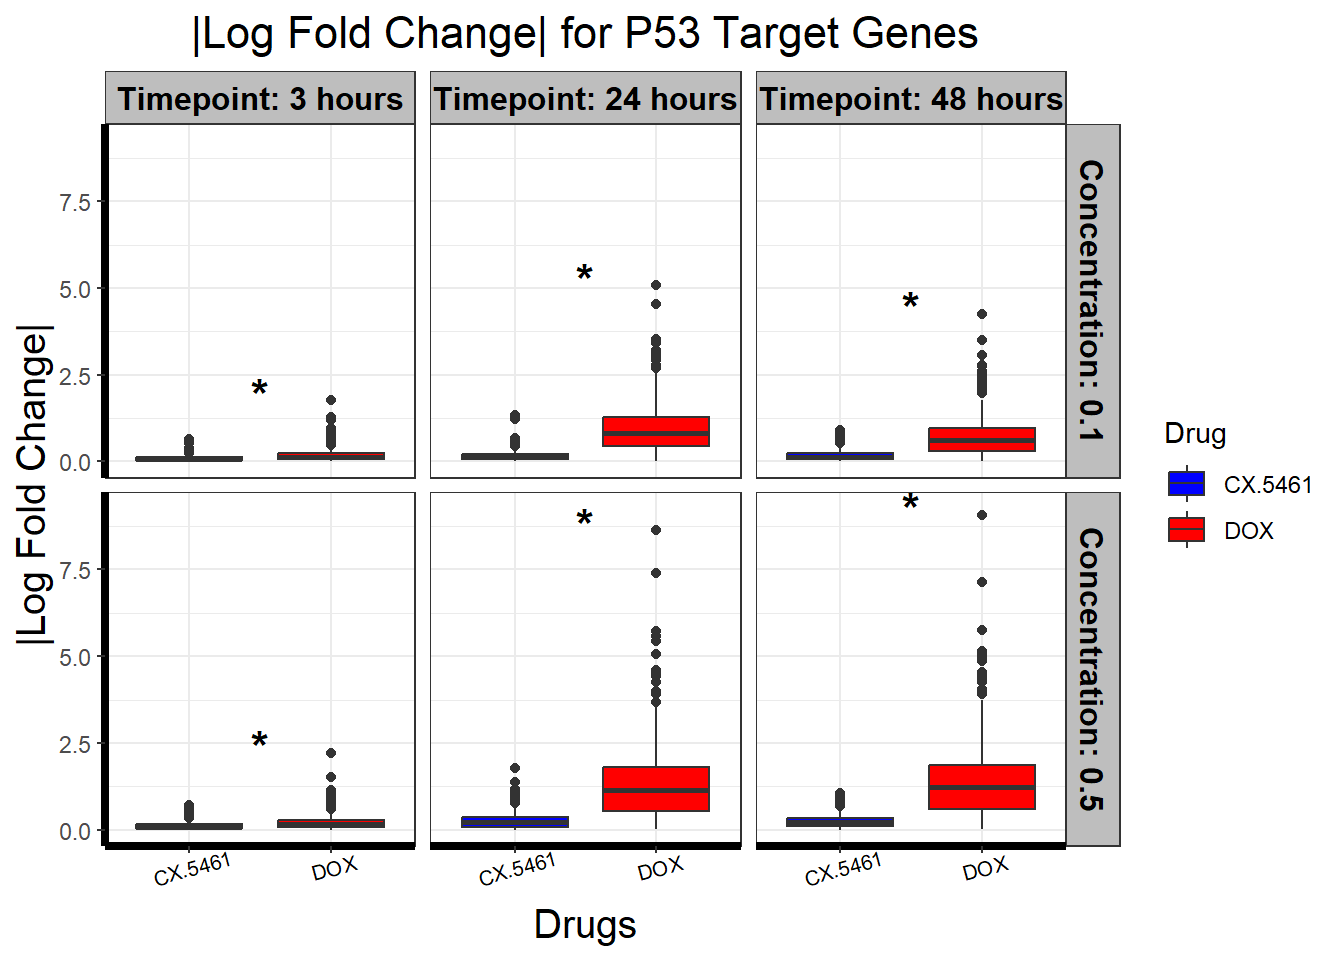 |Log Fold Change| for P53 Target Genes
Timepoint: 3 hours
Timepoint: 24 hours
Timepoint: 48 hours
Concentration: 0.1
Concentration: 0.5
|Log Fold Change|
7.5
5.0
2.5
0.0
7.5
5.0
2.5
0.0
*
*
*
*
*
*
CX.5461
DOX
CX.5461
DOX
CX.5461
DOX
Drugs
Drug
CX.5461
DOX